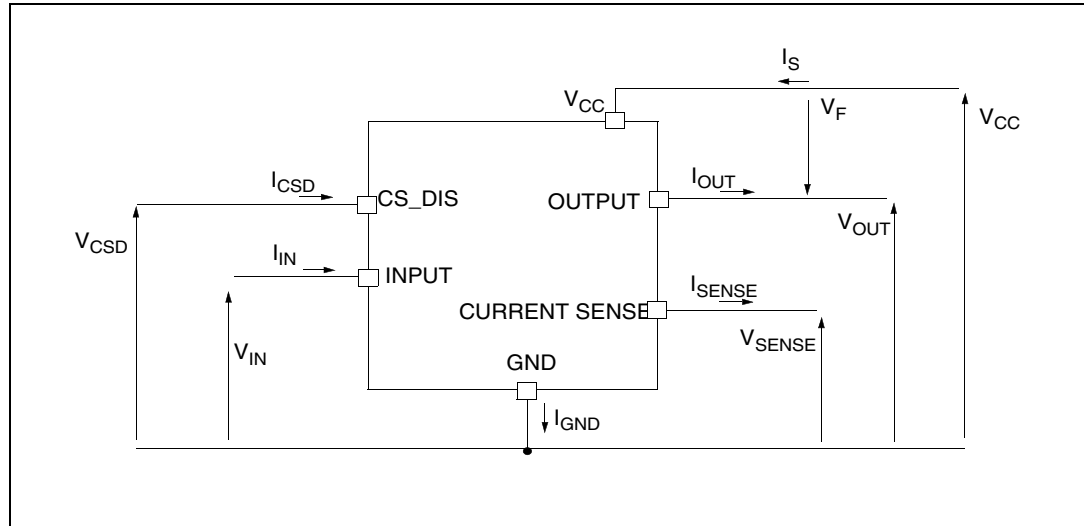 I_S
V_CC
V_F
V_CC
I_CSD
CS_DIS
OUTPUT
I_OUT
V_CSD
V_OUT
I_IN
INPUT
I_SENSE
CURRENT SENSE
V_SENSE
V_IN
GND
I_GND